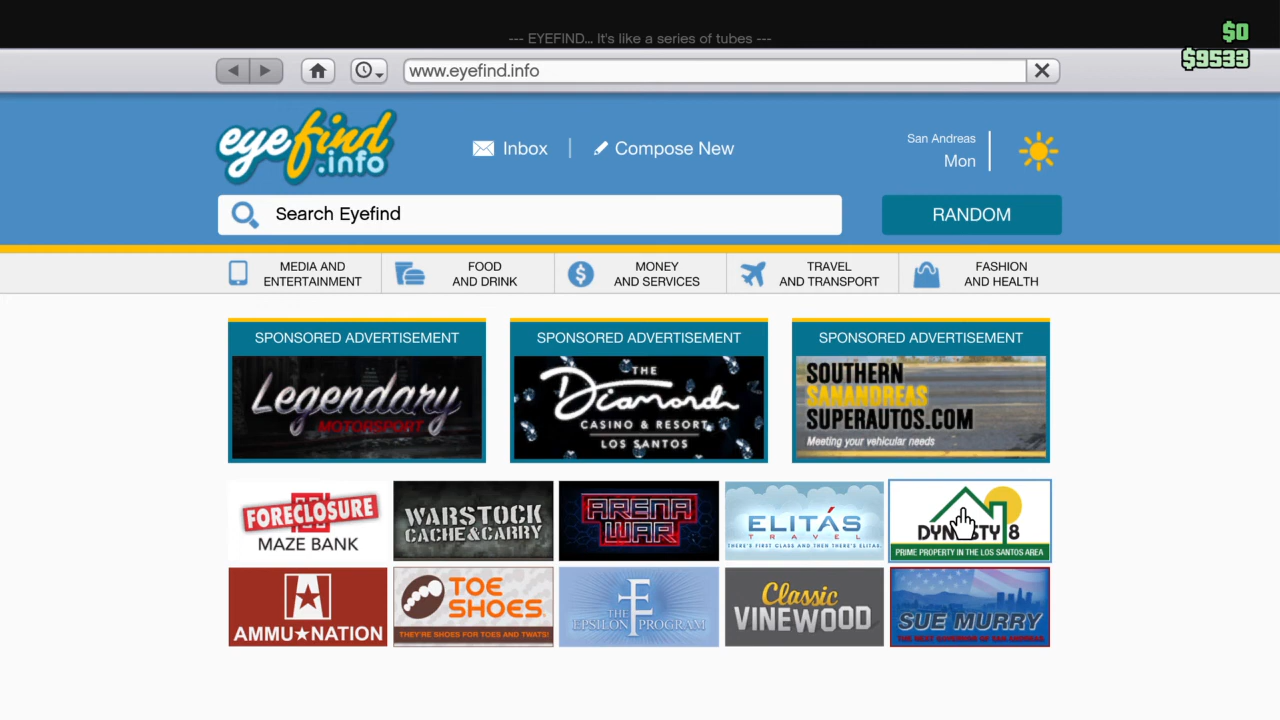 --- EYEFIND... It's like a series of tubes ---
$0
$9533
www.eyefind.info
eyefind
.info
Inbox
Compose New
San Andreas
Mon
Search Eyefind
RANDOM
MEDIA AND
ENTERTAINMENT
FOOD
AND DRINK
MONEY
AND SERVICES
TRAVEL
AND TRANSPORT
FASHION
AND HEALTH
SPONSORED ADVERTISEMENT
Legendary
MOTORSPORT
SPONSORED ADVERTISEMENT
THE
Diamond
CASINO & RESORT
LOS SANTOS
SPONSORED ADVERTISEMENT
SOUTHERN
SANANDREAS
SUPERAUTOS.COM
Meeting your vehicular needs
FORECLOSURE
MAZE BANK
WARSTOCK
CACHE & CARRY
ARENA
WAR
ELITÁS
TRAVEL
THERE'S FIRST CLASS AND THEN THERE'S ELITAS.
DYNASTY 8
PRIME PROPERTY IN THE LOS SANTOS AREA
AMMU★NATION
TOE
SHOES
THEY'RE SHOES FOR TOES AND TWATS!
THE
EPSILON PROGRAM
Classic
VINEWOOD
SUE MURRY